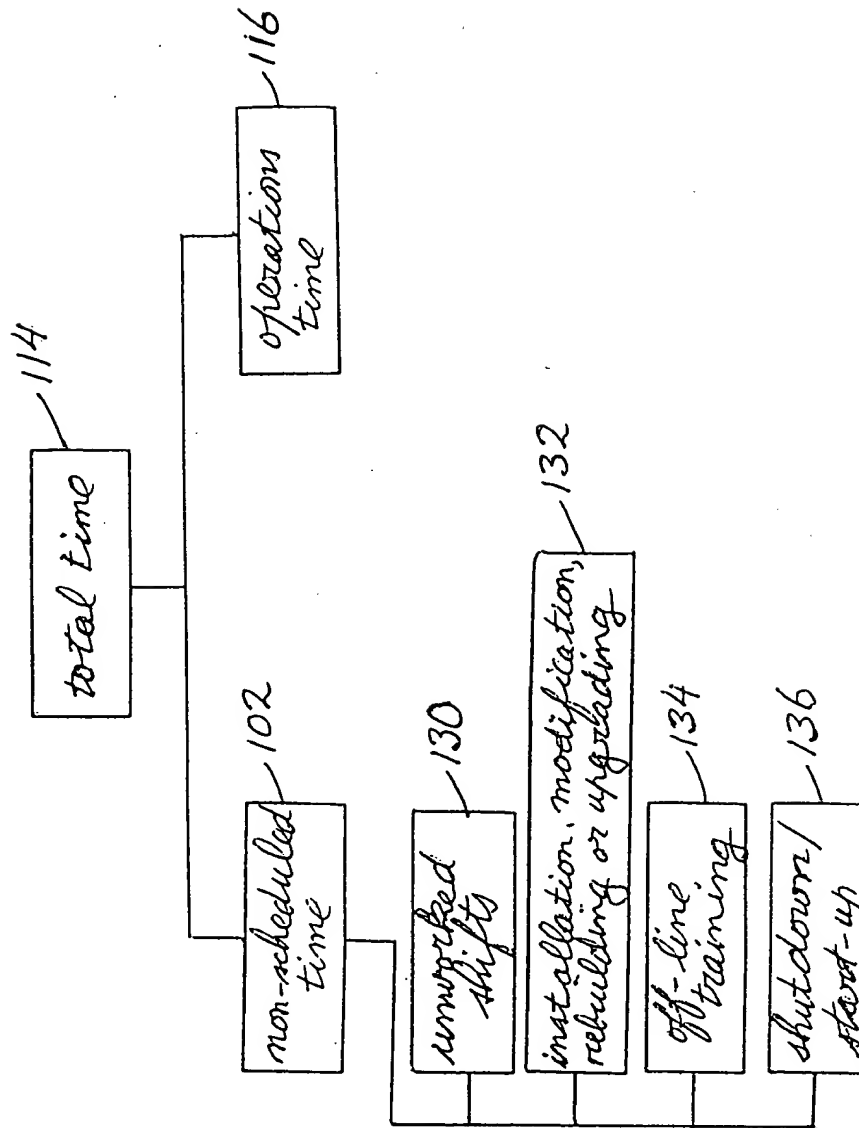 total time
114
non-scheduled
time
102
operations
time
116
unworked
shifts
130
installation, modification,
rebuilding or upgrading
132
off-line
training
134
shutdown/
start-up
136